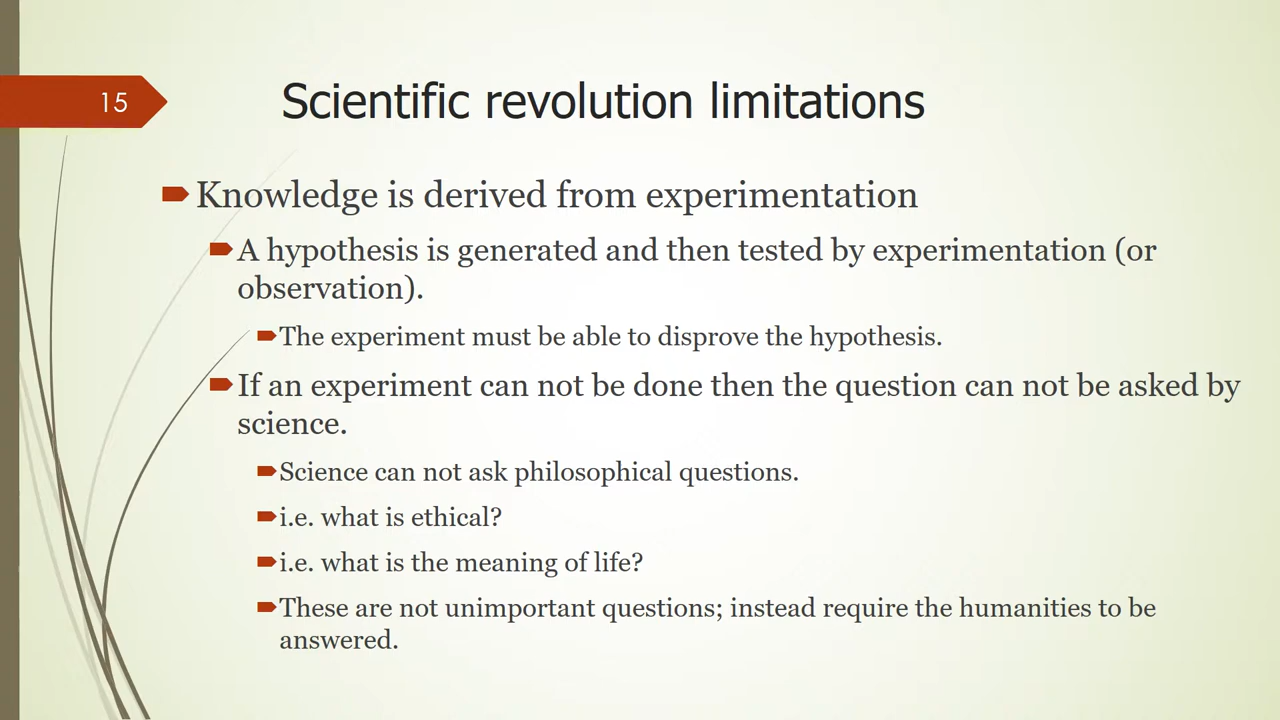 15
Scientific revolution limitations
Knowledge is derived from experimentation
A hypothesis is generated and then tested by experimentation (or
observation).
The experiment must be able to disprove the hypothesis.
If an experiment can not be done then the question can not be asked by
science.
Science can not ask philosophical questions.
i.e. what is ethical?
i.e. what is the meaning of life?
These are not unimportant questions; instead require the humanities to be
answered.